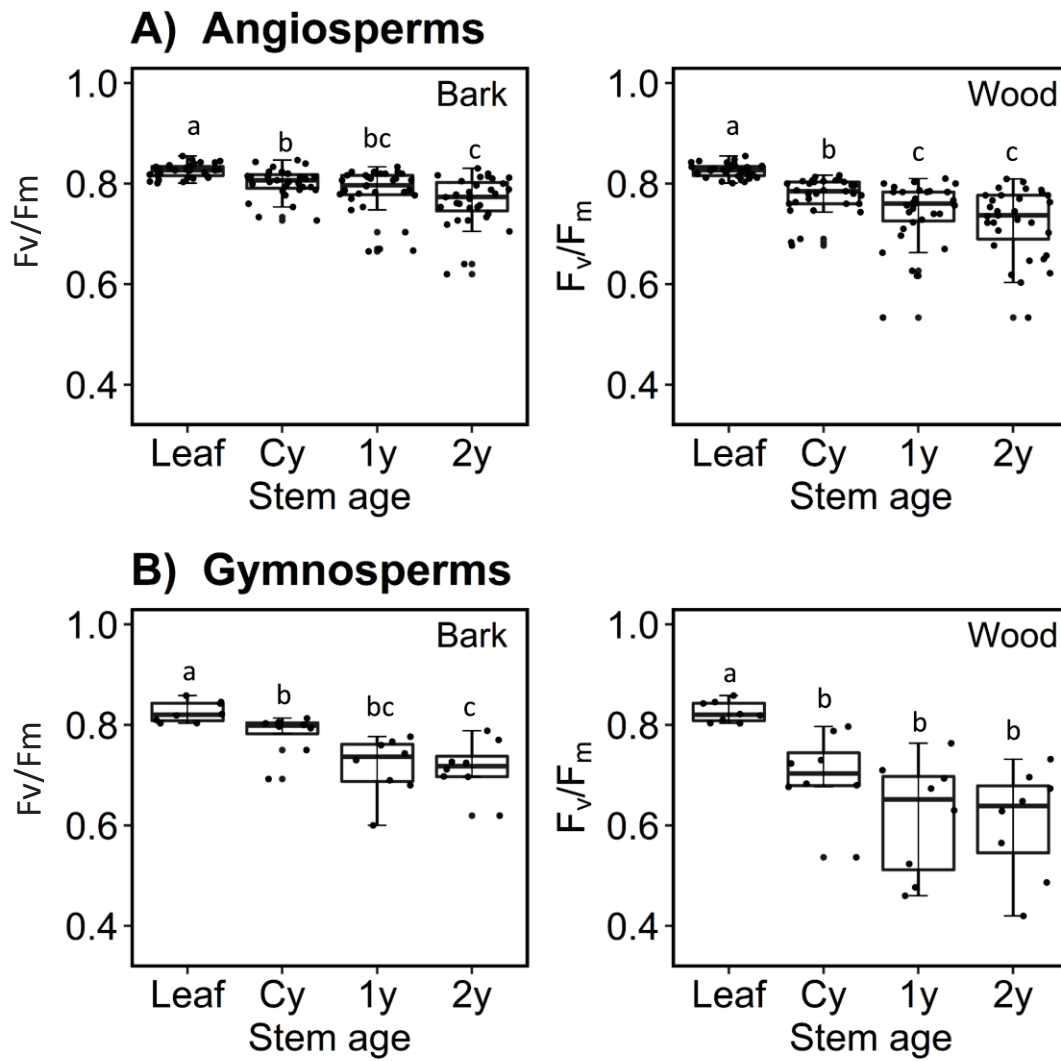 A) Angiosperms
Bark
Fv/Fm
1.0
0.8
0.6
0.4
a
b
bc
c
Leaf Cy 1y 2y
Stem age
Wood
Fv/Fm
1.0
0.8
0.6
0.4
a
b
c
c
Leaf Cy 1y 2y
Stem age
B) Gymnosperms
Bark
Fv/Fm
1.0
0.8
0.6
0.4
a
b
bc
c
Leaf Cy 1y 2y
Stem age
Wood
Fv/Fm
1.0
0.8
0.6
0.4
a
b
b
b
Leaf Cy 1y 2y
Stem age